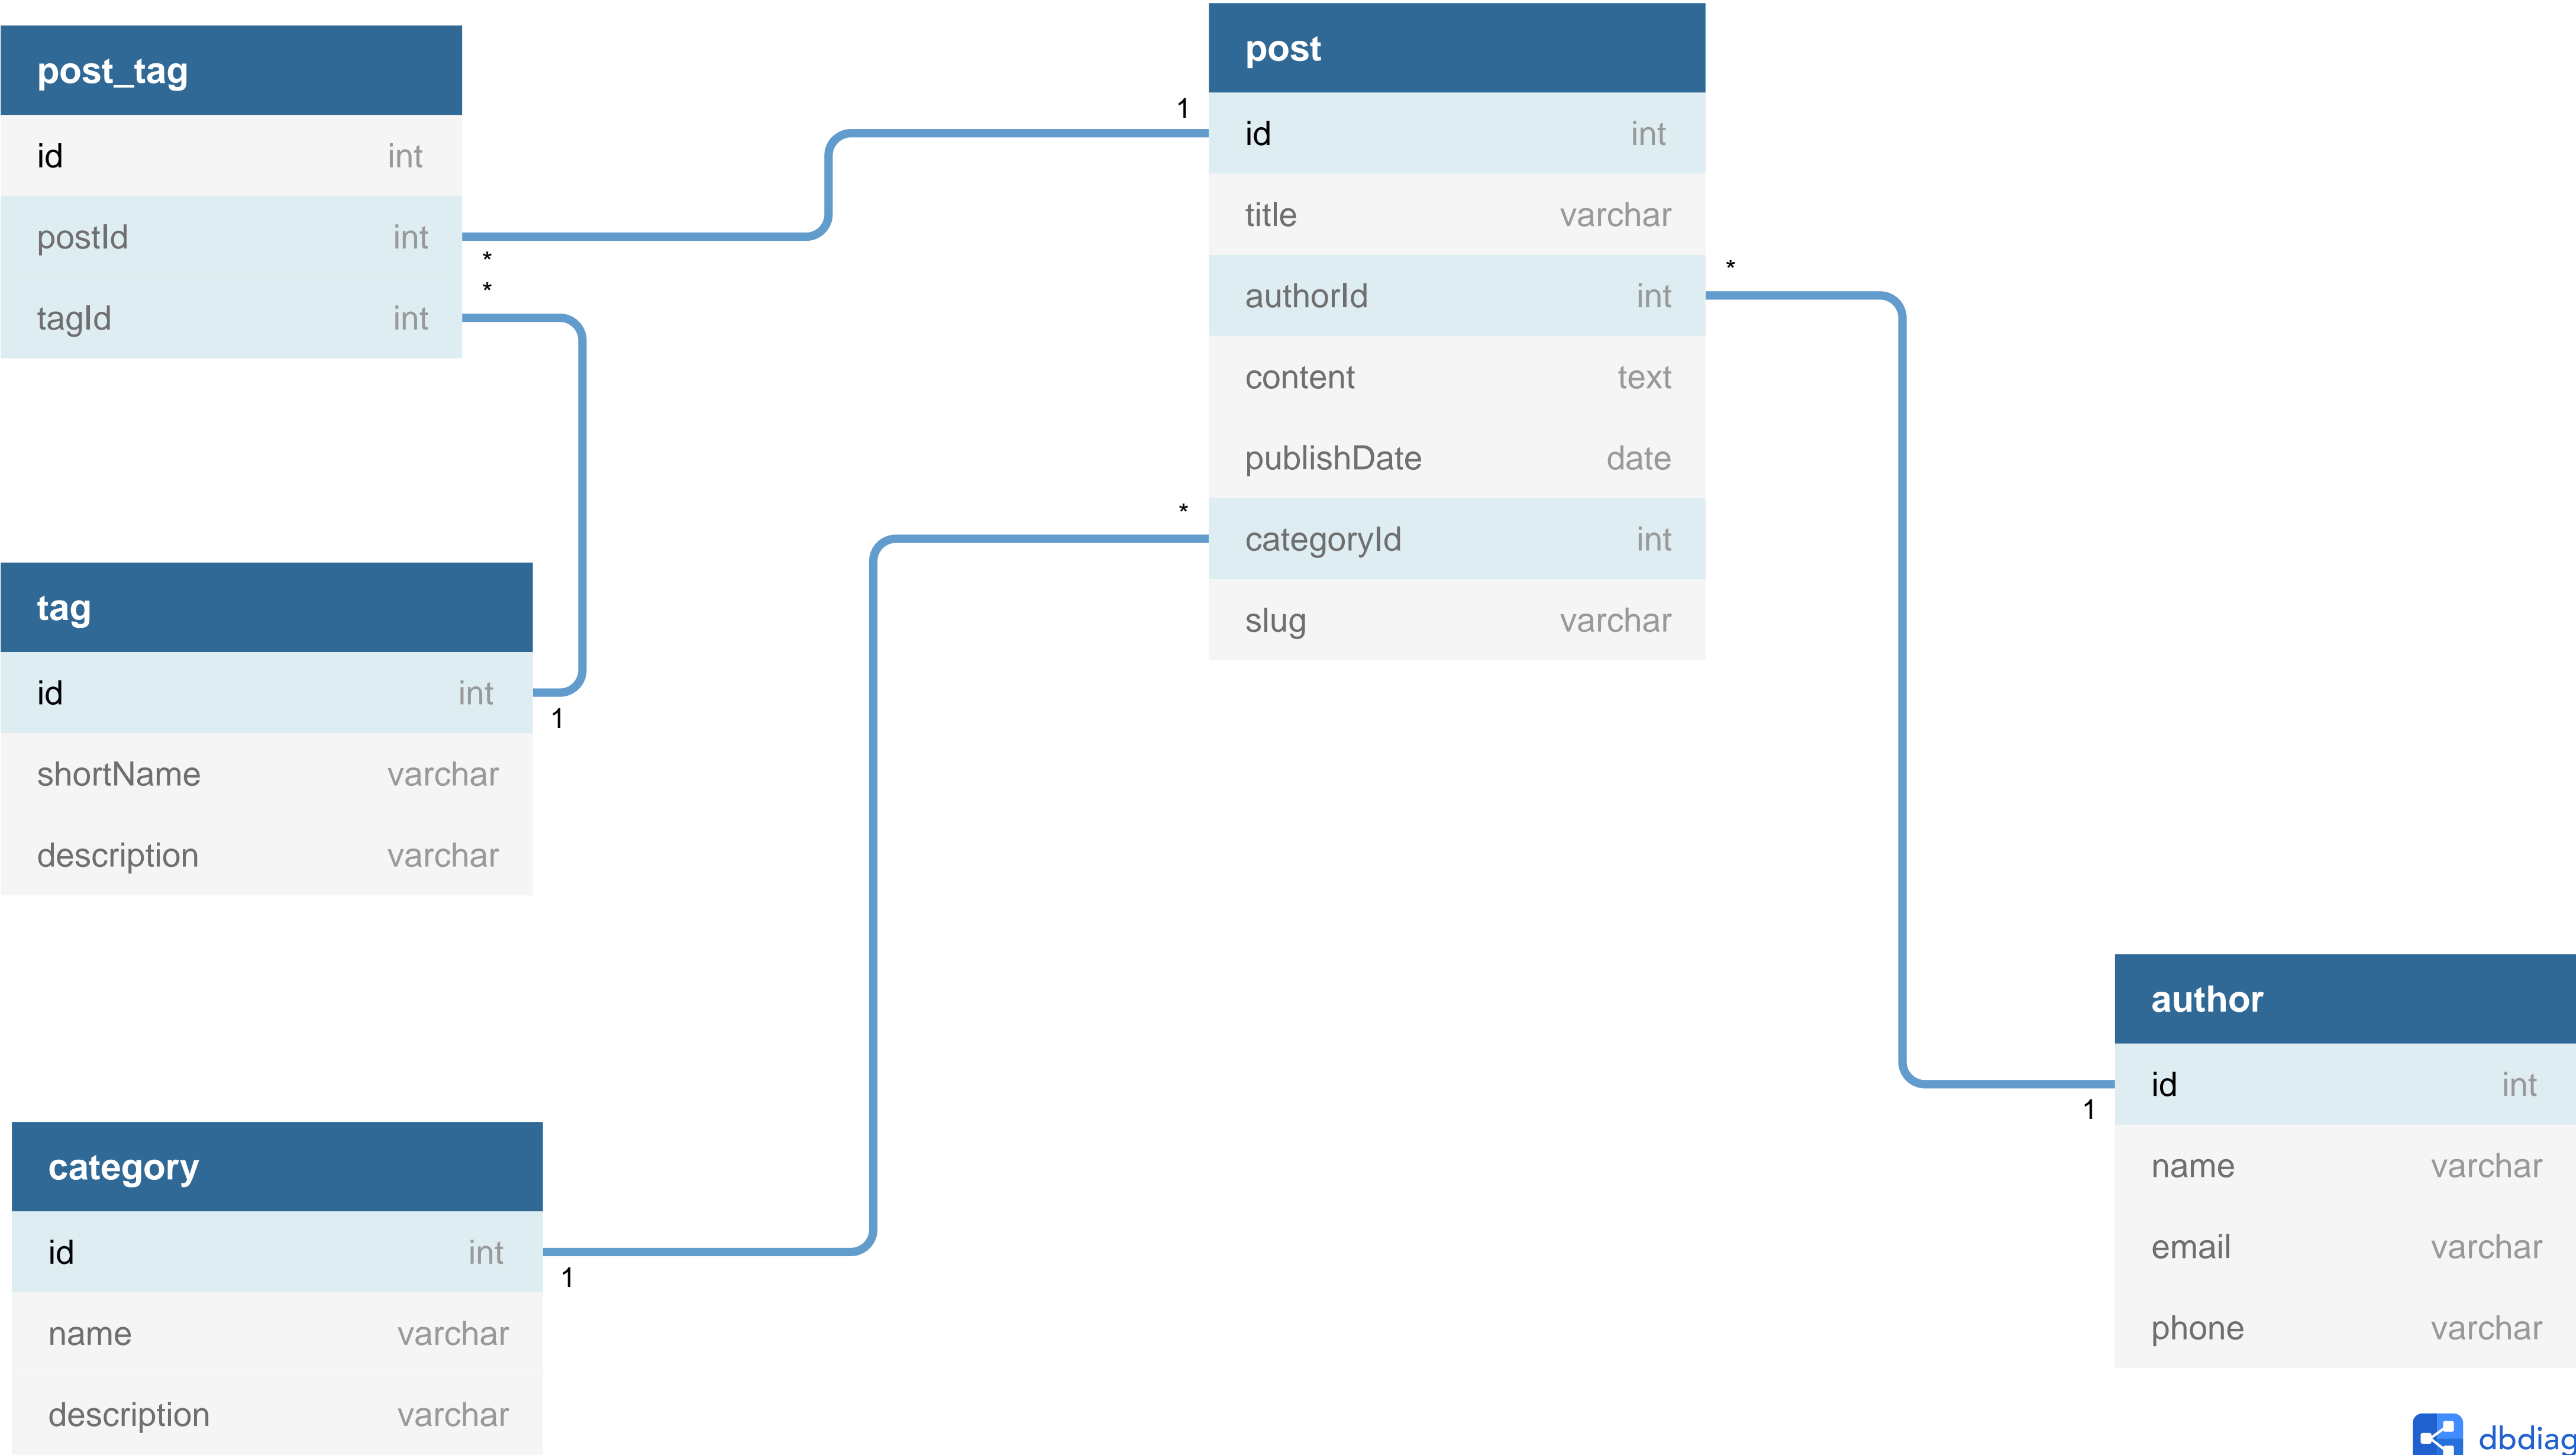 post_tag
id int
postId int
*
*
tagId int
tag
id int
1
shortName varchar
description varchar
category
id int
1
name varchar
description varchar
post
1
id int
title varchar
*
authorId int
content text
publishDate date
*
categoryId int
slug varchar
author
id int
1
name varchar
email varchar
phone varchar
dbdiag